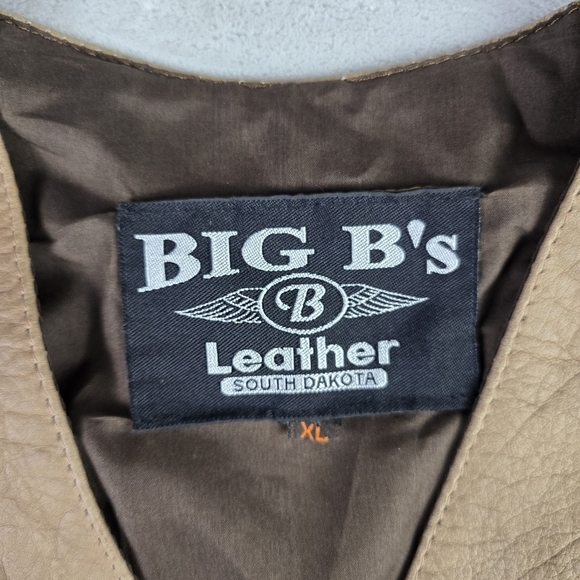 BIG B's
B
Leather
SOUTH DAKOTA
XL